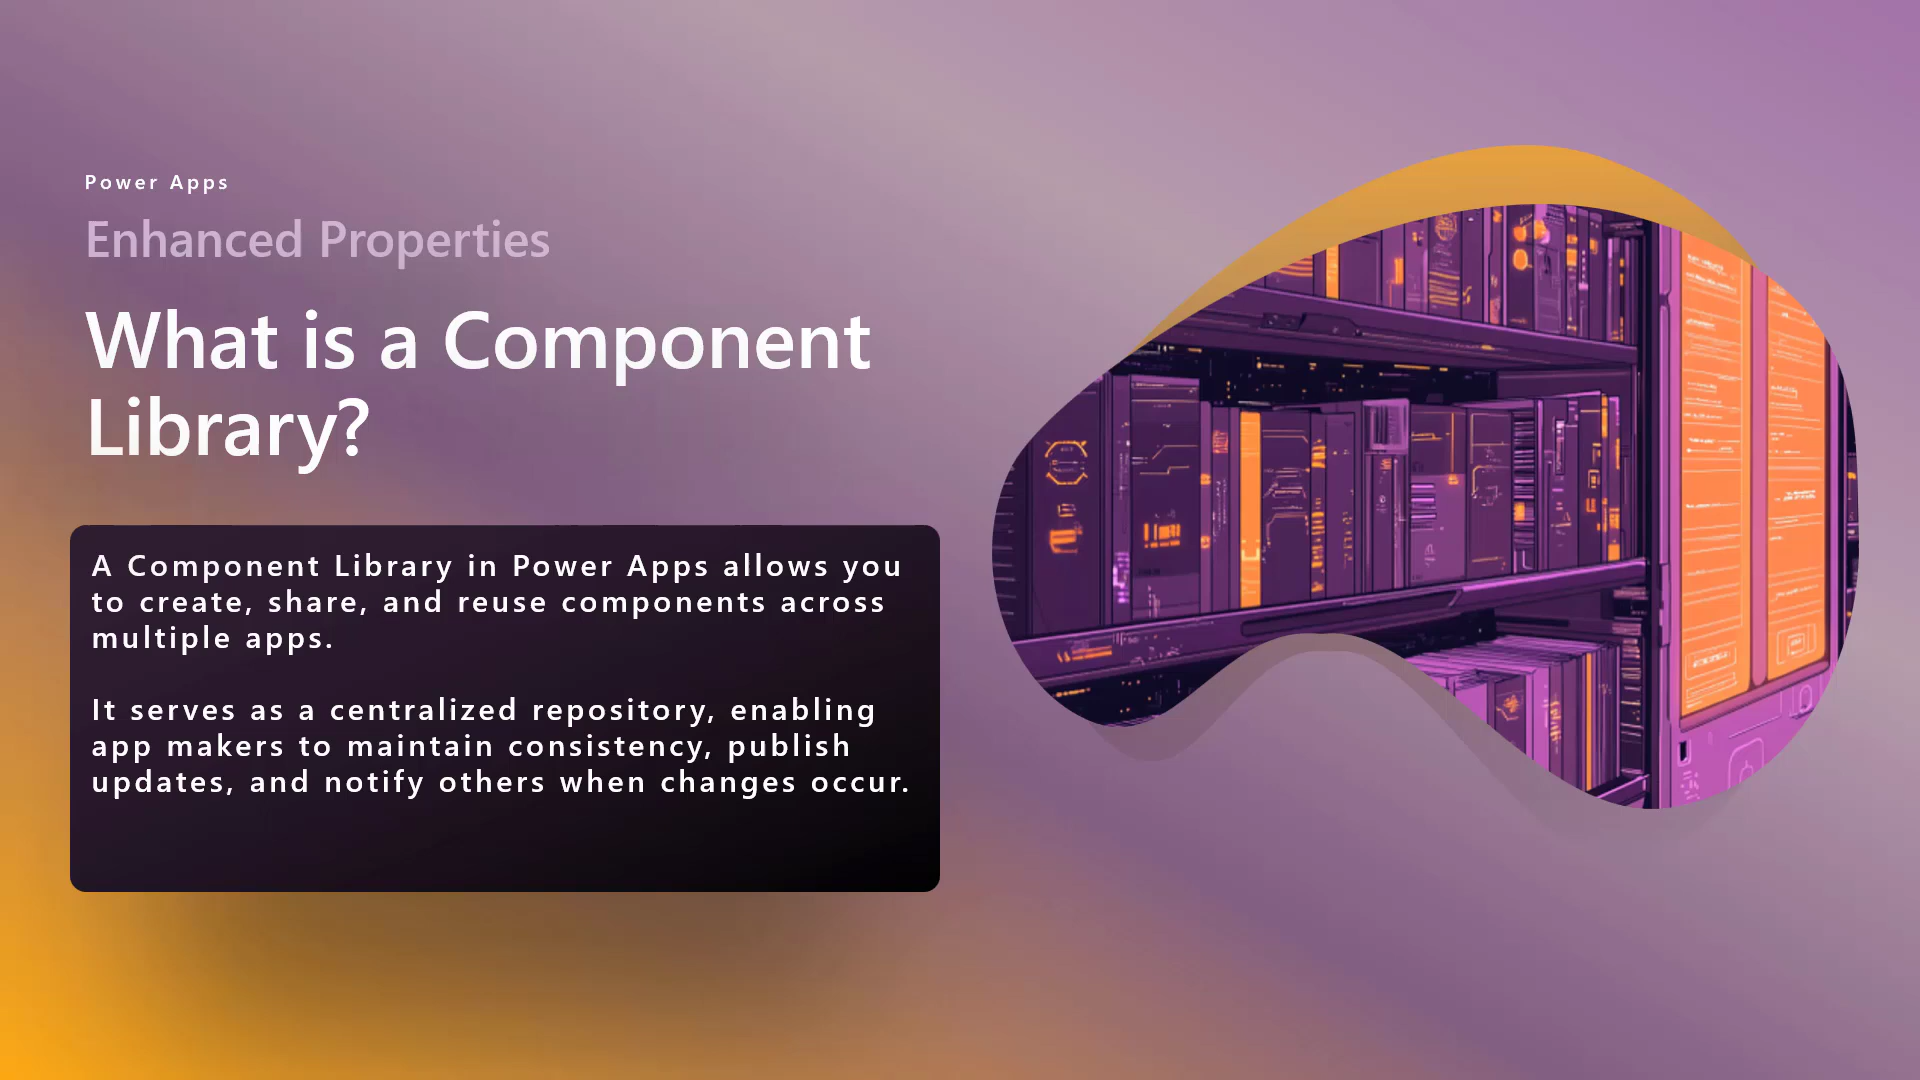 Power Apps
Enhanced Properties
What is a Component
Library?
A Component Library in Power Apps allows you
to create, share, and reuse components across
multiple apps.
It serves as a centralized repository, enabling
app makers to maintain consistency, publish
updates, and notify others when changes occur.